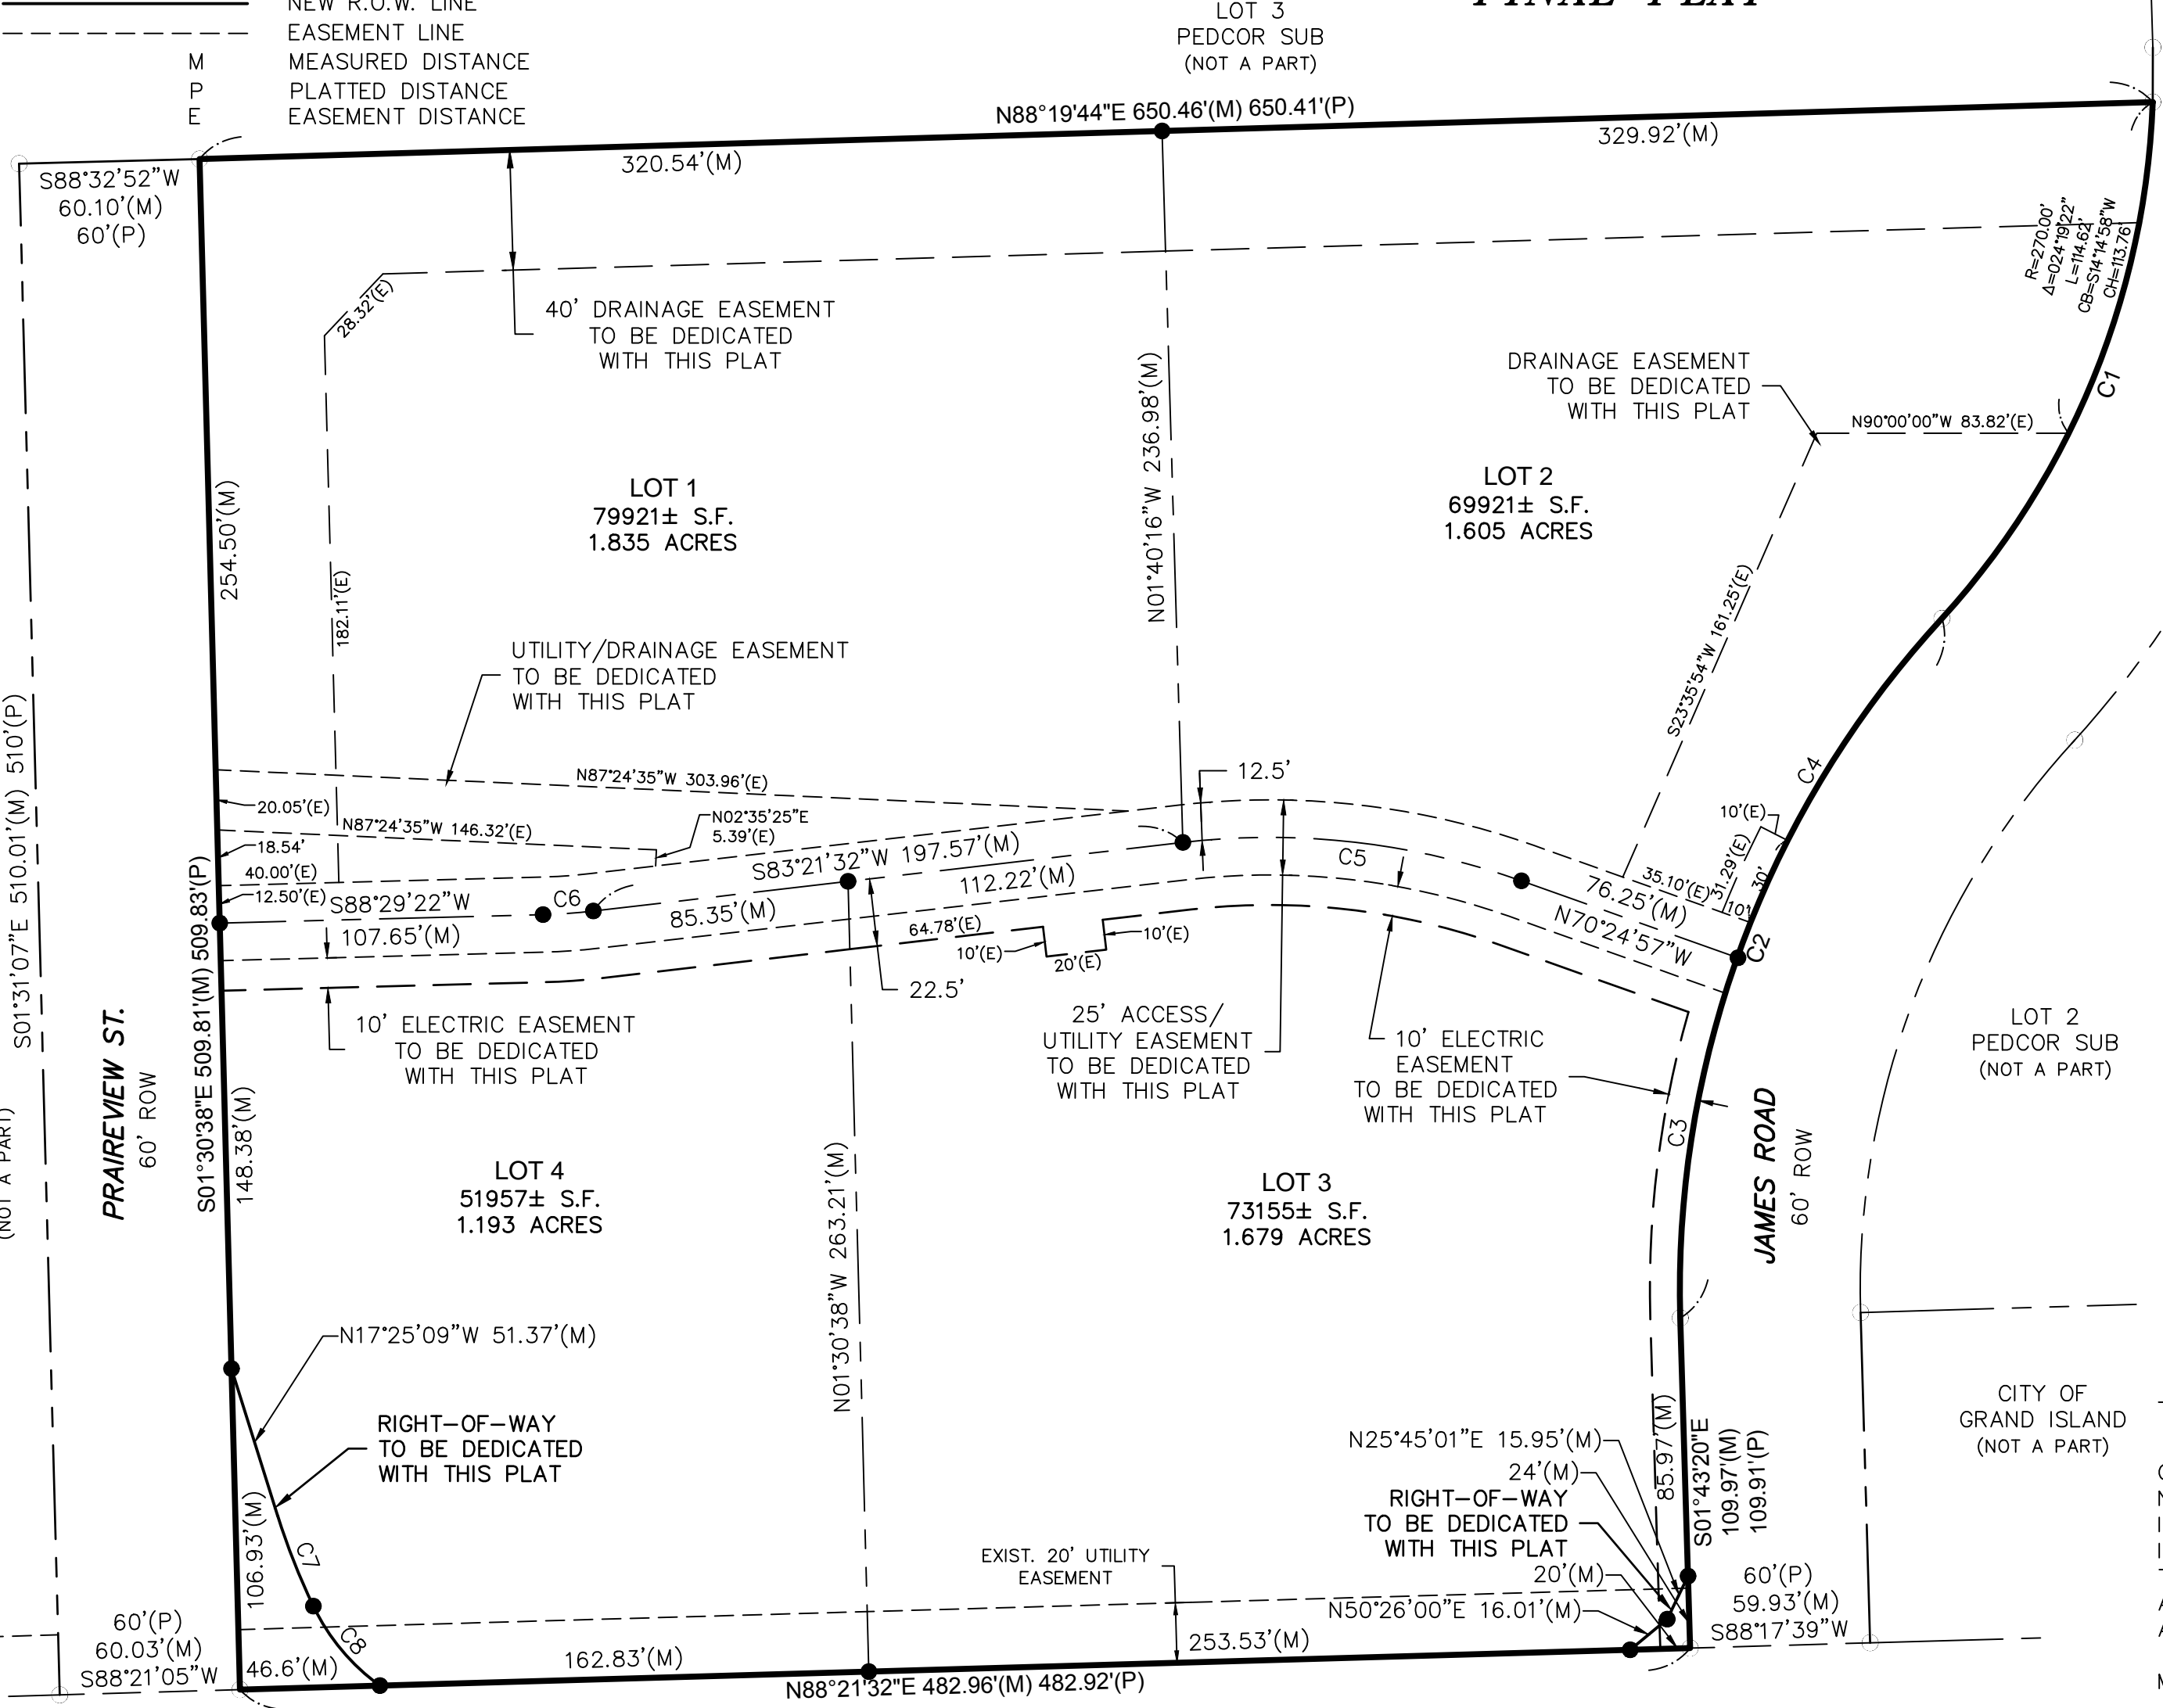 NEW R.O.W. LINE
EASEMENT LINE
M MEASURED DISTANCE
P PLATTED DISTANCE
E EASEMENT DISTANCE
FINAL PLAT
LOT 3
PEDCOR SUB
(NOT A PART)
N88°19'44"E 650.46'(M) 650.41'(P)
320.54'(M)
329.92'(M)
S88°32'52"W
60.10'(M)
60'(P)
R=270.00'
Δ=024°19'22"
L=114.62'
CB=S14°14'58"W
CH=113.76'
C1
28.32'(E)
40' DRAINAGE EASEMENT
TO BE DEDICATED
WITH THIS PLAT
N01°40'16"W 236.98'(M)
DRAINAGE EASEMENT
TO BE DEDICATED
WITH THIS PLAT
N90°00'00"W 83.82'(E)
LOT 1
79921± S.F.
1.835 ACRES
LOT 2
69921± S.F.
1.605 ACRES
254.50'(M)
182.11'(E)
S23°35'54"W 161.25'(E)
UTILITY/DRAINAGE EASEMENT
TO BE DEDICATED
WITH THIS PLAT
S01°31'07"E 510.01'(M) 510'(P)
N87°24'35"W 303.96'(E)
12.5'
C4
20.05'(E)
N87°24'35"W 146.32'(E)
N02°35'25"E
5.39'(E)
10'(E)
18.54'
40.00'(E)
12.50'(E)
S83°21'32"W 197.57'(M)
C5
31.29'(E)
30'
35.10'(E)
10'
76.25'(M)
N70°24'57"W
C2
S88°29'22"W
C6
107.65'(M)
85.35'(M)
112.22'(M)
64.78'(E)
10'(E)
20'(E)
10'(E)
22.5'
S01°30'38"E 509.81'(M) 509.83'(P)
10' ELECTRIC EASEMENT
TO BE DEDICATED
WITH THIS PLAT
25' ACCESS/
UTILITY EASEMENT
TO BE DEDICATED
WITH THIS PLAT
10' ELECTRIC
EASEMENT
TO BE DEDICATED
WITH THIS PLAT
LOT 2
PEDCOR SUB
(NOT A PART)
(NOT A PART)
PRAIREVIEW ST.
60' ROW
148.38'(M)
C3
JAMES ROAD
60' ROW
LOT 4
51957± S.F.
1.193 ACRES
N01°30'38"W 263.21'(M)
LOT 3
73155± S.F.
1.679 ACRES
N17°25'09"W 51.37'(M)
RIGHT-OF-WAY
TO BE DEDICATED
WITH THIS PLAT
CITY OF
GRAND ISLAND
(NOT A PART)
85.97'(M)
S01°43'20"E
109.97'(M)
109.91'(P)
N25°45'01"E 15.95'(M)
24'(M)
RIGHT-OF-WAY
TO BE DEDICATED
WITH THIS PLAT
20'(M)
N50°26'00"E 16.01'(M)
EXIST. 20' UTILITY
EASEMENT
106.93'(M)
C7
C8
60'(P)
60.03'(M)
S88°21'05"W
46.6'(M)
162.83'(M)
253.53'(M)
60'(P)
59.93'(M)
S88°17'39"W
N88°21'32"E 482.96'(M) 482.92'(P)